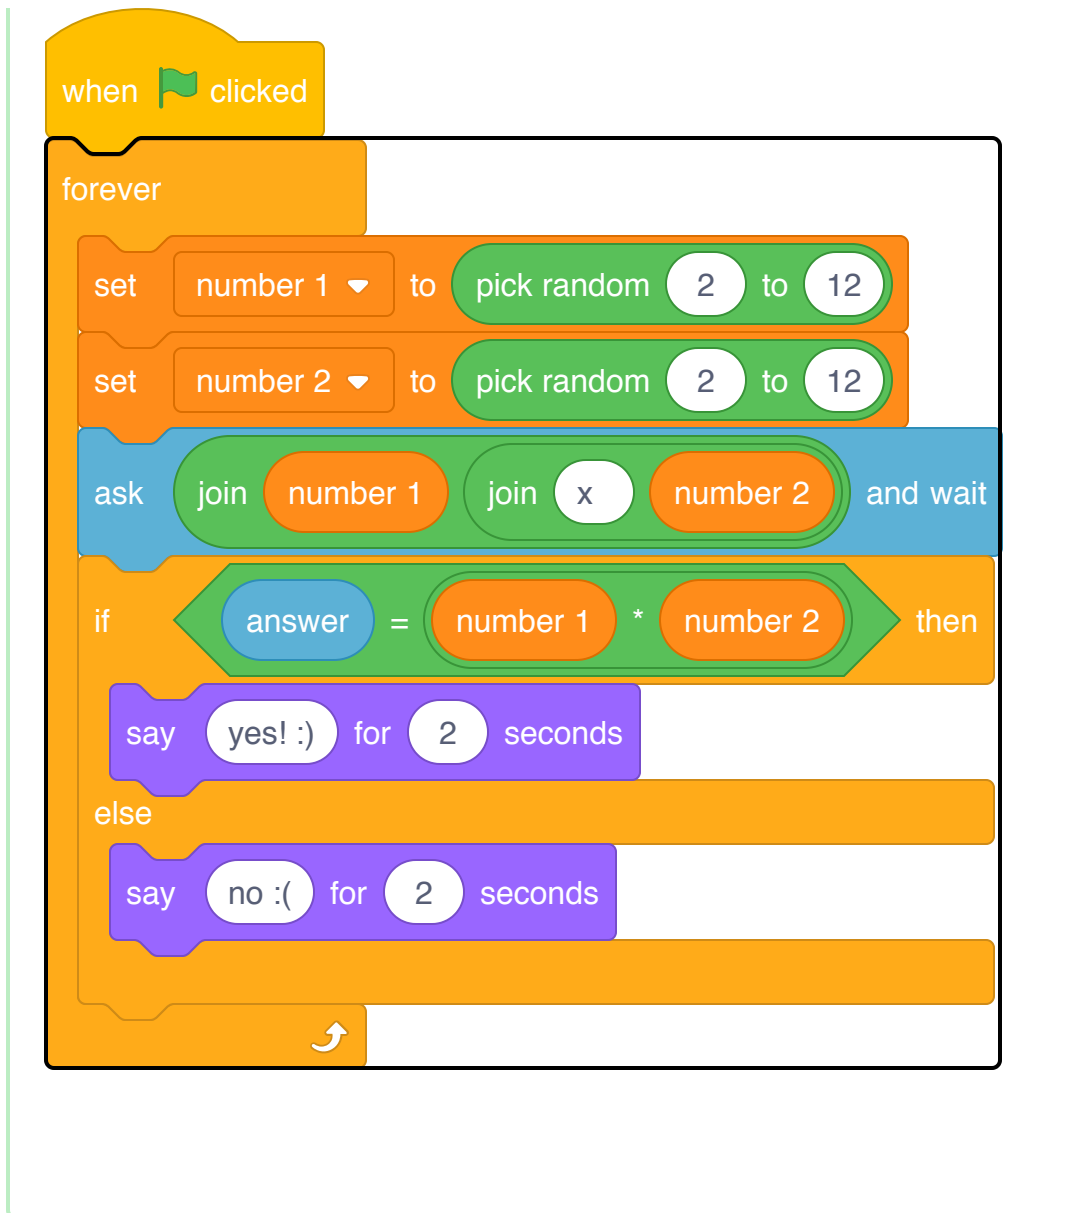 when clicked
forever
set number 1 to pick random 2 to 12
set number 2 to pick random 2 to 12
ask join number 1 join x number 2 and wait
if answer = number 1 * number 2 then
say yes! :) for 2 seconds
else
say no :( for 2 seconds